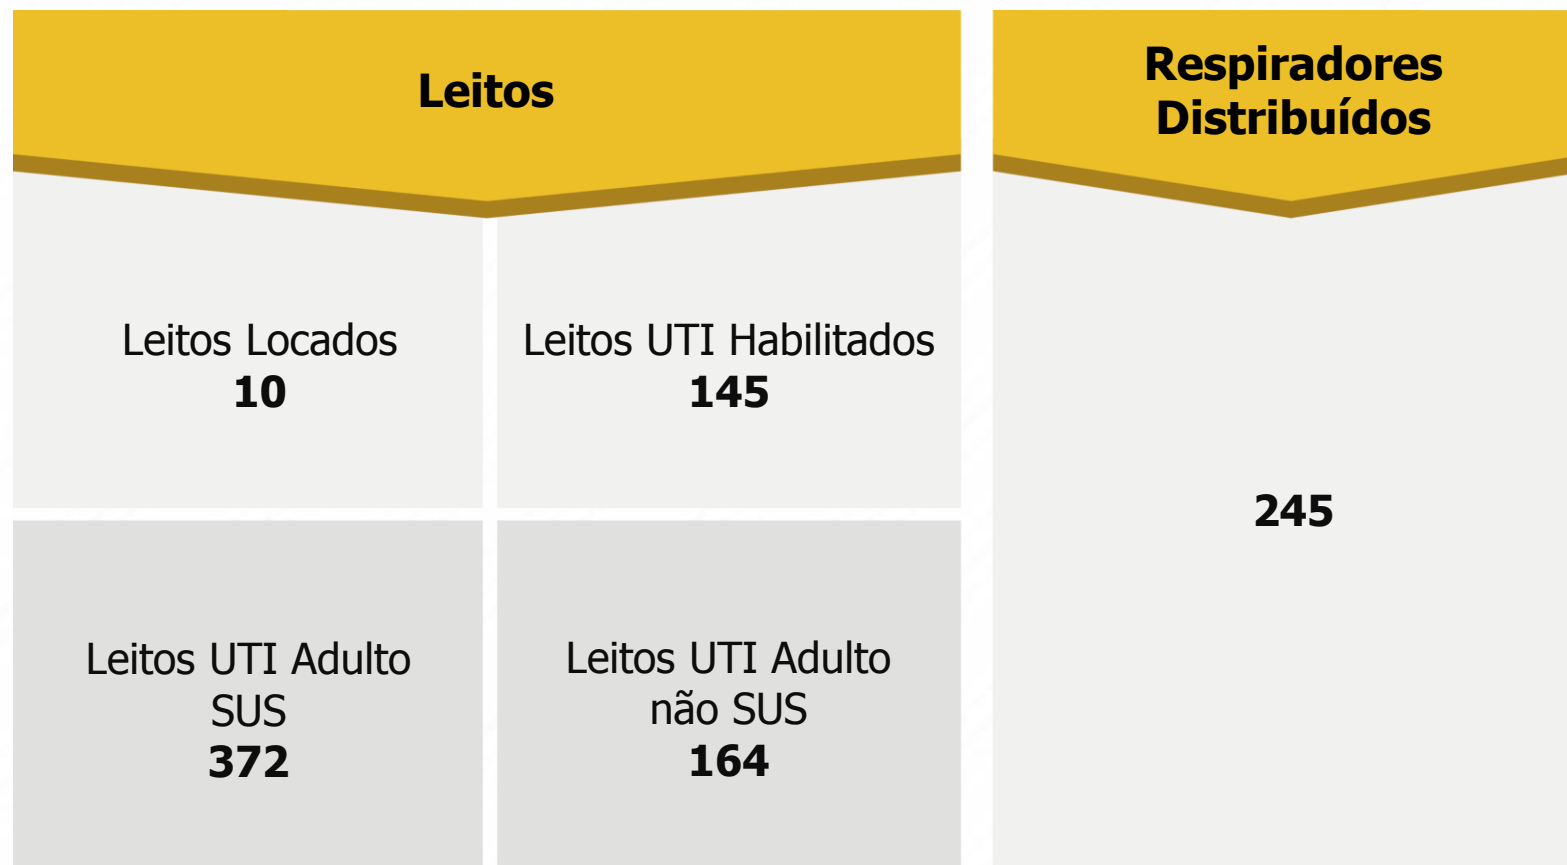 Leitos
Leitos Locados
10
Leitos UTI Habilitados
145
Leitos UTI Adulto
SUS
372
Leitos UTI Adulto
não SUS
164
Respiradores
Distribuídos
245